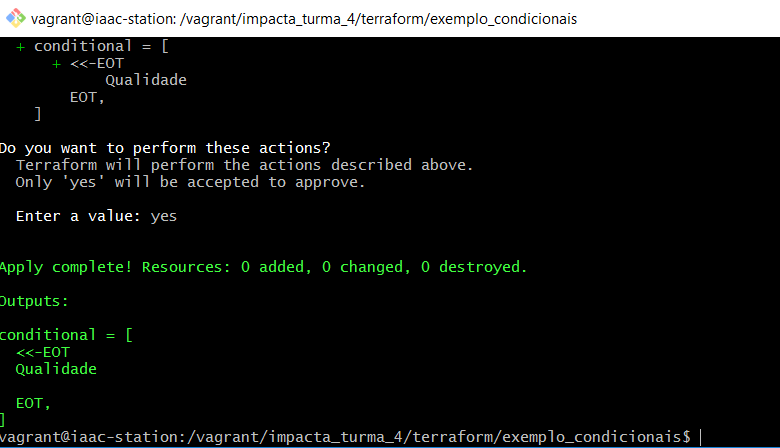 vagrant@iaac-station: /vagrant/impacta_turma_4/terraform/exemplo_condicionais
+ conditional = [
+ <<-EOT
Qualidade
EOT,
]
Do you want to perform these actions?
Terraform will perform the actions described above.
Only 'yes' will be accepted to approve.
Enter a value: yes
Apply complete! Resources: 0 added, 0 changed, 0 destroyed.
Outputs:
conditional = [
<<-EOT
Qualidade
EOT,
]
vagrant@iaac-station:/vagrant/impacta_turma_4/terraform/exemplo_condicionais$